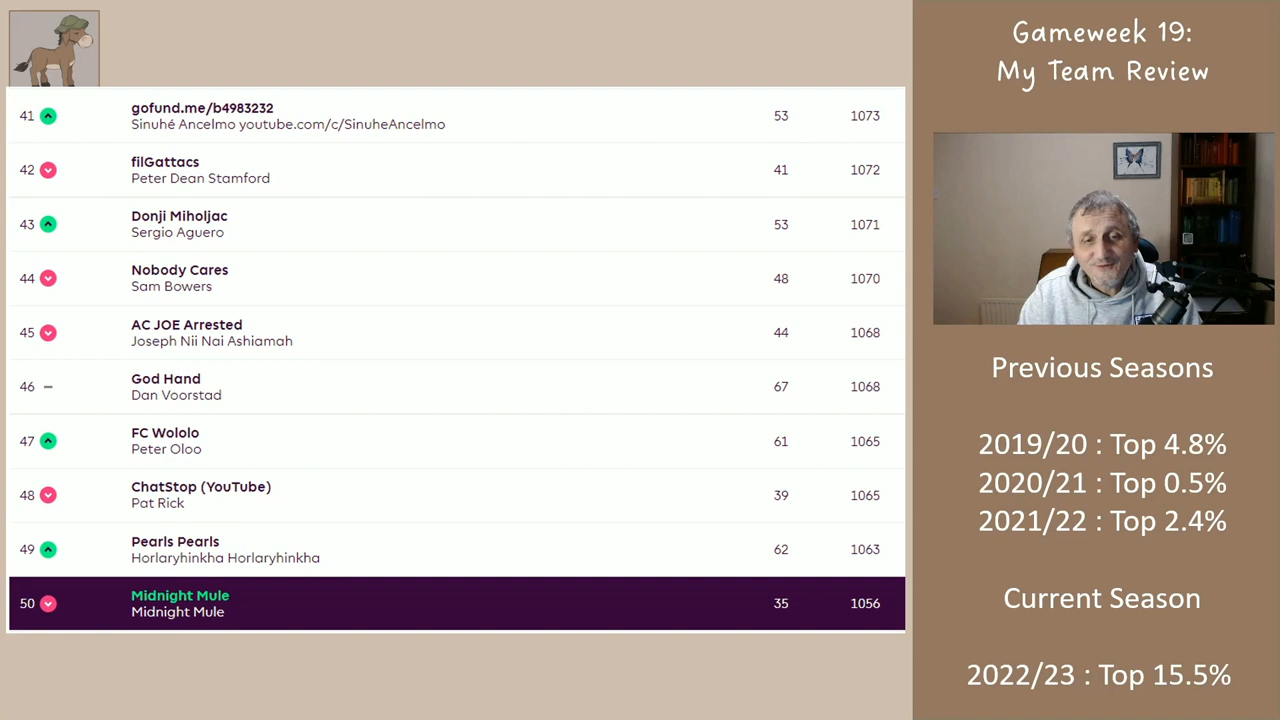 41 gofund.me/b4983232 53 1073
Sinuhé Ancelmo youtube.com/c/SinuheAncelmo
42 filGattacs 41 1072
Peter Dean Stamford
43 Donji Miholjac 53 1071
Sergio Aguero
44 Nobody Cares 48 1070
Sam Bowers
45 AC JOE Arrested 44 1068
Joseph Nii Nai Ashiamah
46 God Hand 67 1068
Dan Voorstad
47 FC Wololo 61 1065
Peter Oloo
48 ChatStop (YouTube) 39 1065
Pat Rick
49 Pearls Pearls 62 1063
Horlaryhinkha Horlaryhinkha
50 Midnight Mule 35 1056
Midnight Mule
Gameweek 19:
My Team Review
Previous Seasons
2019/20 : Top 4.8%
2020/21 : Top 0.5%
2021/22 : Top 2.4%
Current Season
2022/23 : Top 15.5%